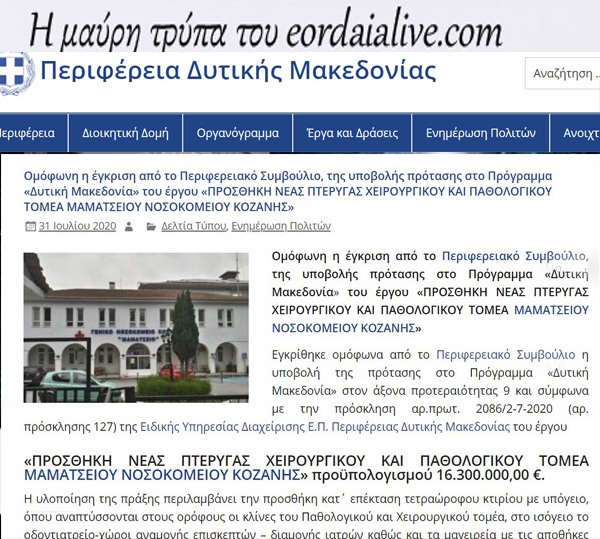 Η μαύρη τρύπα του eordaialive.com
Περιφέρεια Δυτικής Μακεδονίας
Αναζήτηση ...
Περιφέρεια
Διοικητική Δομή
Οργανόγραμμα
Έργα και Δράσεις
Ενημέρωση Πολιτών
Ανοιχτ
Ομόφωνη η έγκριση από το Περιφερειακό Συμβούλιο, της υποβολής πρότασης στο Πρόγραμμα
«Δυτική Μακεδονία» του έργου «ΠΡΟΣΘΗΚΗ ΝΕΑΣ ΠΤΕΡΥΓΑΣ ΧΕΙΡΟΥΡΓΙΚΟΥ ΚΑΙ ΠΑΘΟΛΟΓΙΚΟΥ
ΤΟΜΕΑ ΜΑΜΑΤΣΕΙΟΥ ΝΟΣΟΚΟΜΕΙΟΥ ΚΟΖΑΝΗΣ»
31 Ιουλίου 2020 Δελτία Τύπου, Ενημέρωση Πολιτών
ΓΕΝΙΚΟ ΝΟΣΟΚΟΜΕΙΟ
"ΜΑΜΑΤΣΕΙΟ"
Ομόφωνη η έγκριση από το Περιφερειακό Συμβούλιο,
της υποβολής πρότασης στο Πρόγραμμα «Δυτική
Μακεδονία» του έργου «ΠΡΟΣΘΗΚΗ ΝΕΑΣ ΠΤΕΡΥΓΑΣ
ΧΕΙΡΟΥΡΓΙΚΟΥ ΚΑΙ ΠΑΘΟΛΟΓΙΚΟΥ ΤΟΜΕΑ ΜΑΜΑΤΣΕΙΟΥ
ΝΟΣΟΚΟΜΕΙΟΥ ΚΟΖΑΝΗΣ»
Εγκρίθηκε ομόφωνα από το Περιφερειακό Συμβούλιο η
υποβολή της πρότασης στο Πρόγραμμα «Δυτική
Μακεδονία» στον άξονα προτεραιότητας 9 και σύμφωνα
με την πρόσκληση αρ.πρωτ. 2086/2-7-2020 (αρ.
πρόσκλησης 127) της Ειδικής Υπηρεσίας Διαχείρισης Ε.Π. Περιφέρειας Δυτικής Μακεδονίας του έργου
«ΠΡΟΣΘΗΚΗ ΝΕΑΣ ΠΤΕΡΥΓΑΣ ΧΕΙΡΟΥΡΓΙΚΟΥ ΚΑΙ ΠΑΘΟΛΟΓΙΚΟΥ ΤΟΜΕΑ
ΜΑΜΑΤΣΕΙΟΥ ΝΟΣΟΚΟΜΕΙΟΥ ΚΟΖΑΝΗΣ» προϋπολογισμού 16.300.000,00 €.
Η υλοποίηση της πράξης περιλαμβάνει την προσθήκη κατ΄ επέκταση τετραώροφου κτιρίου με υπόγειο,
όπου αναπτύσσονται στους ορόφους οι κλίνες του Παθολογικού και Χειρουργικού τομέα, στο ισόγειο το
οδοντιατρείο-χώροι αναμονής επισκεπτών – διαμονής ιατρών καθώς και τα μαγειρεία με τις αποθήκες